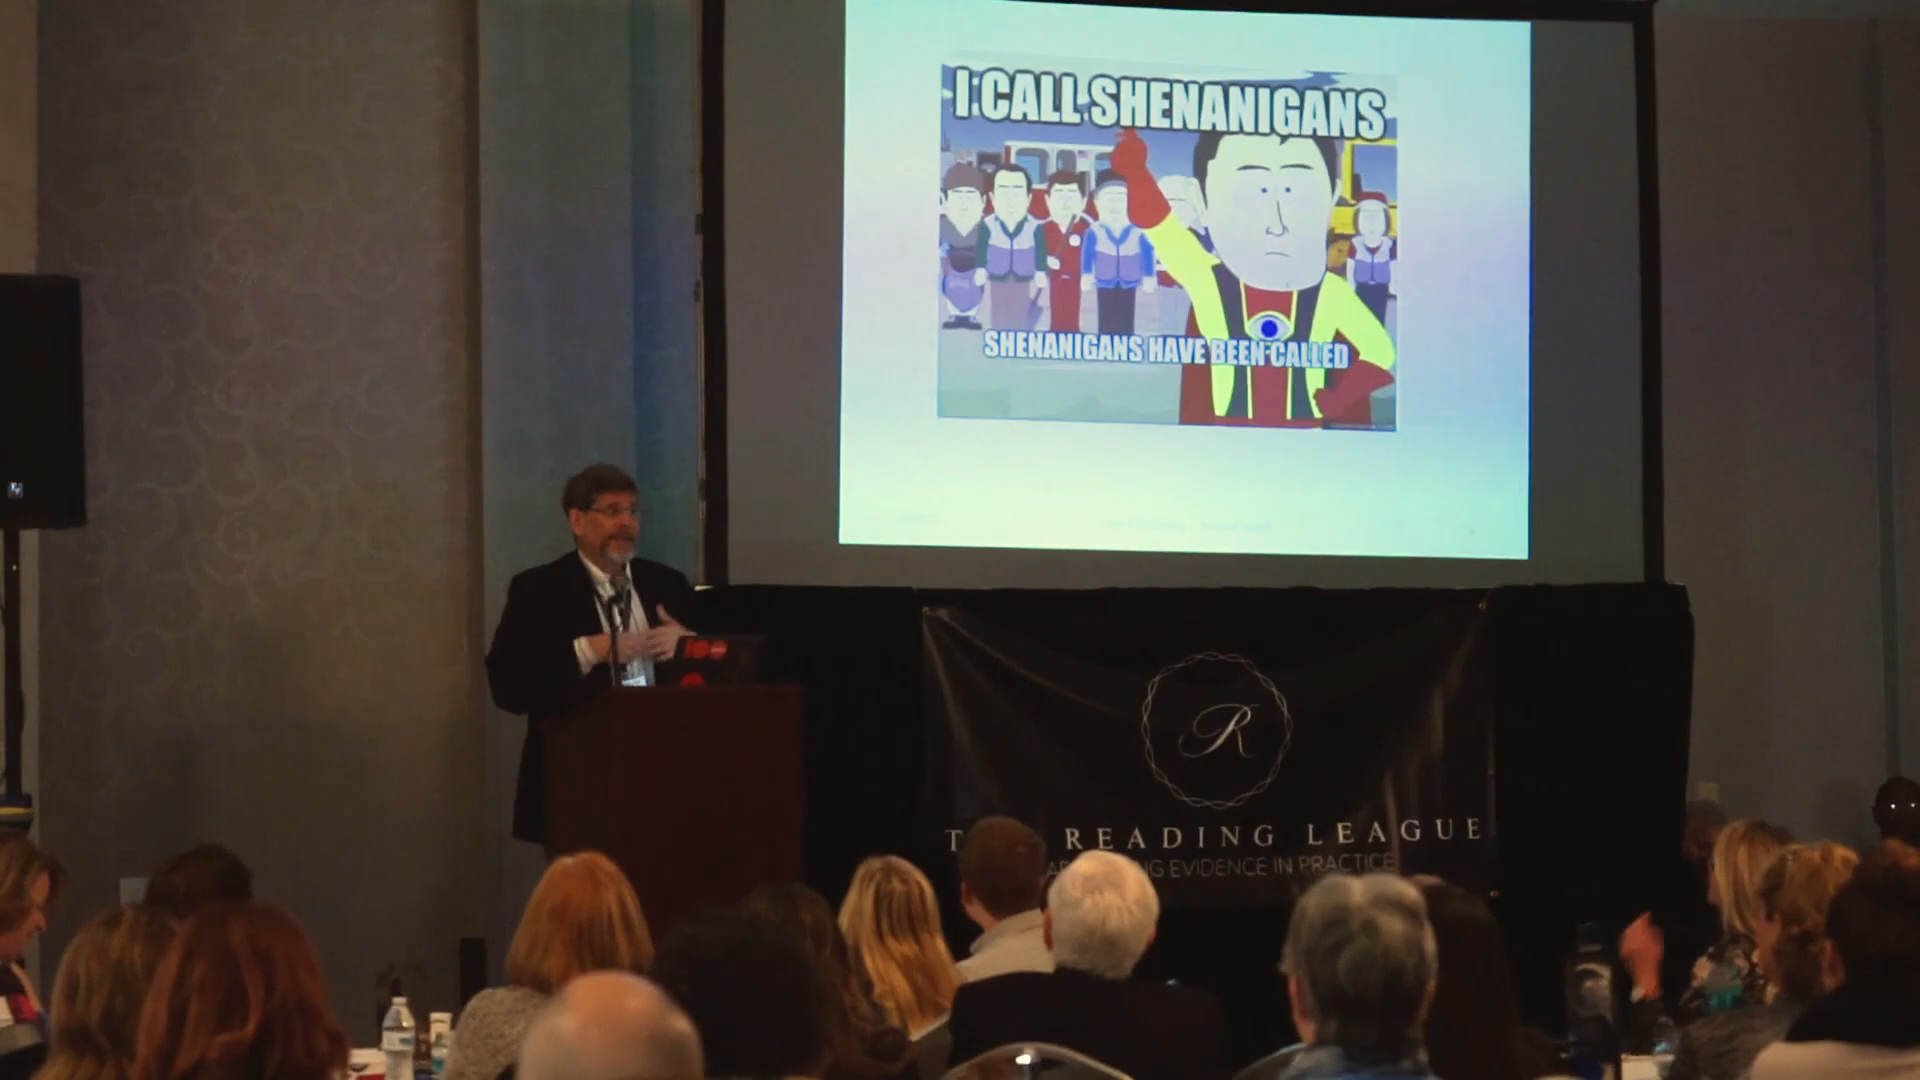 I CALL SHENANIGANS
SHENANIGANS HAVE BEEN CALLED
R
READING LEAGUE
EVIDENCE IN PRACTICE